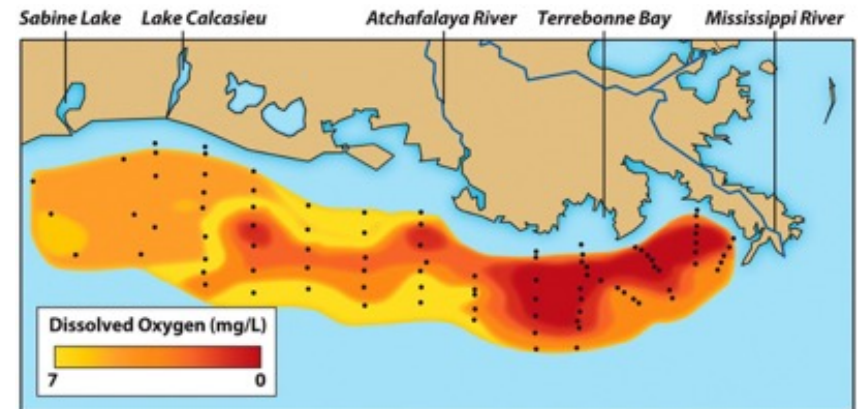 Sabine Lake Lake Calcasieu Atchafalaya River Terrebonne Bay Mississippi River
Dissolved Oxygen (mg/L)
7 0